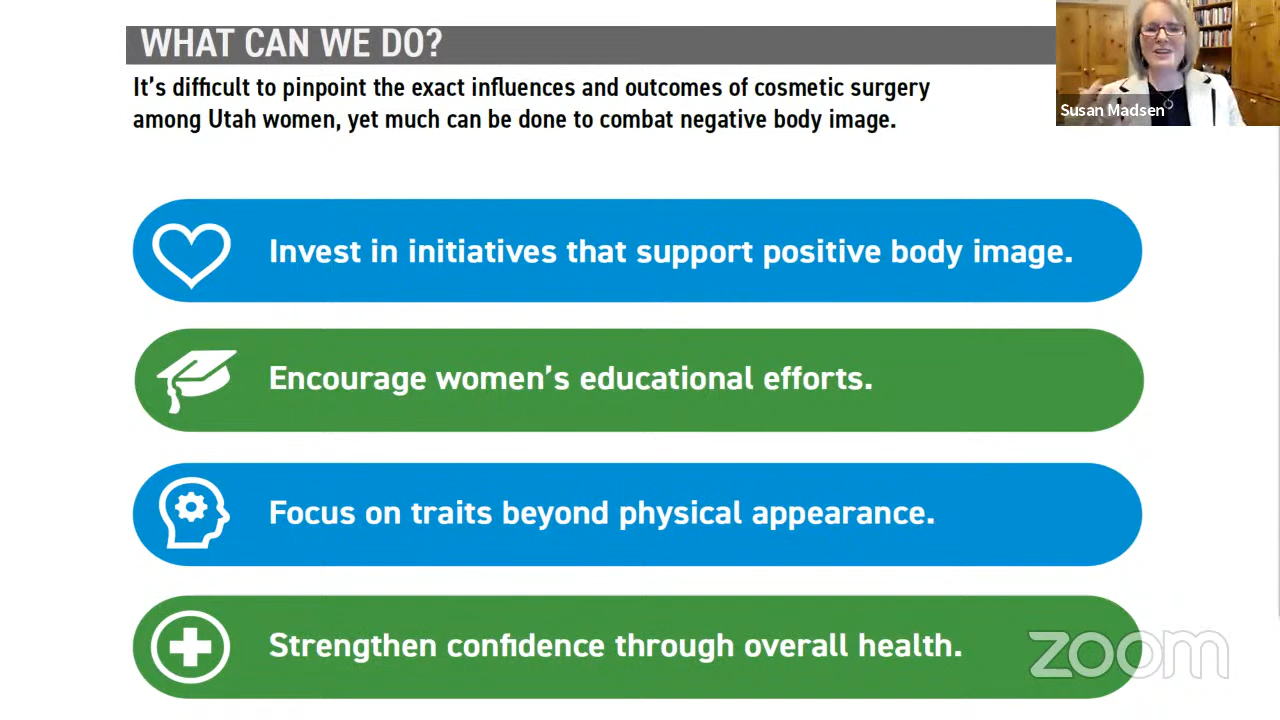 WHAT CAN WE DO?
It's difficult to pinpoint the exact influences and outcomes of cosmetic surgery
among Utah women, yet much can be done to combat negative body image.
Susan Madsen
Invest in initiatives that support positive body image.
Encourage women's educational efforts.
Focus on traits beyond physical appearance.
Strengthen confidence through overall health.
zoom